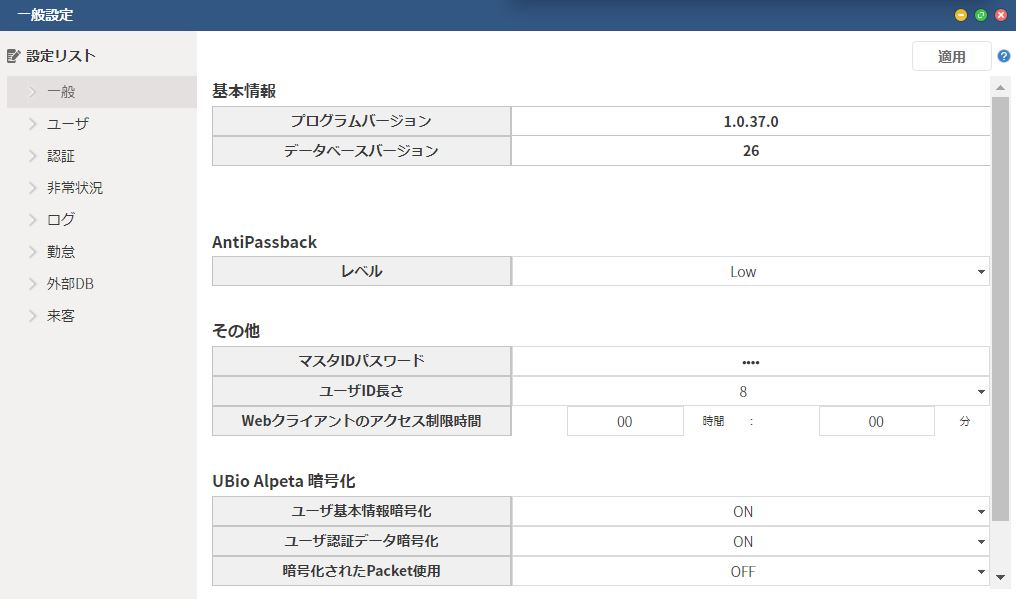 一般設定
設定リスト
一般
ユーザ
認証
非常状況
ログ
勤怠
外部DB
来客
適用
基本情報
プログラムバージョン 1.0.37.0
データベースバージョン 26
AntiPassback
レベル Low
その他
マスタIDパスワード ••••
ユーザID長さ 8
Webクライアントのアクセス制限時間 00 時間 : 00 分
UBio Alpeta 暗号化
ユーザ基本情報暗号化 ON
ユーザ認証データ暗号化 ON
暗号化されたPacket使用 OFF